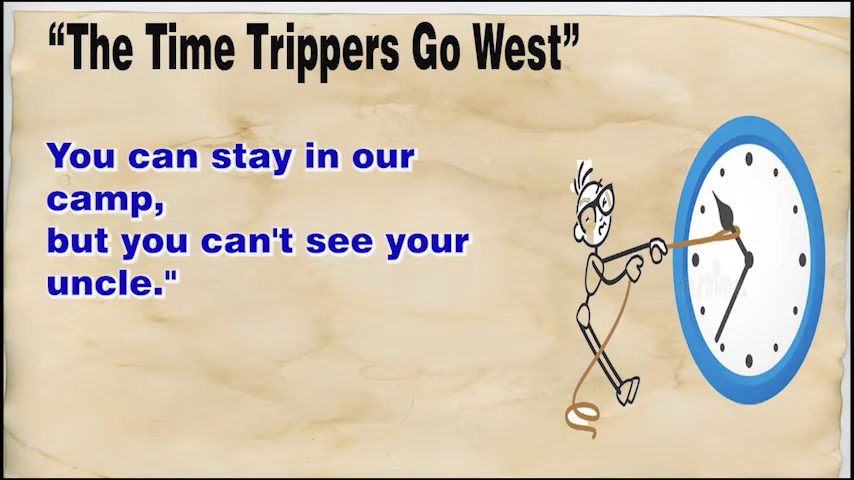 “The Time Trippers Go West”
You can stay in our
camp,
but you can't see your
uncle."